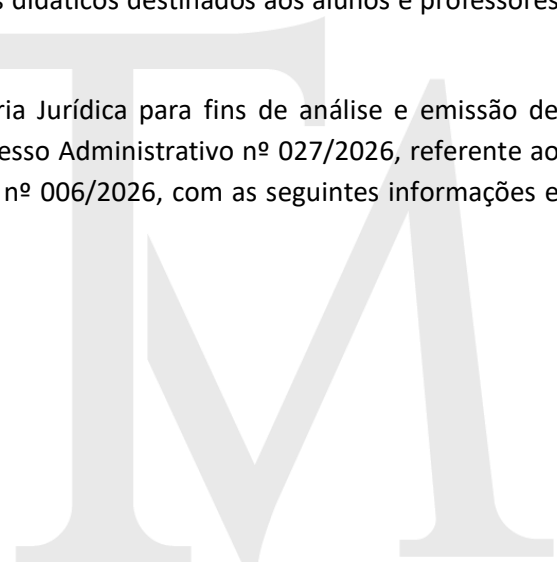 s didáticos destinados aos alunos e professores
ria Jurídica para fins de análise e emissão de
esso Administrativo nº 027/2026, referente ao
nº 006/2026, com as seguintes informações e
TM